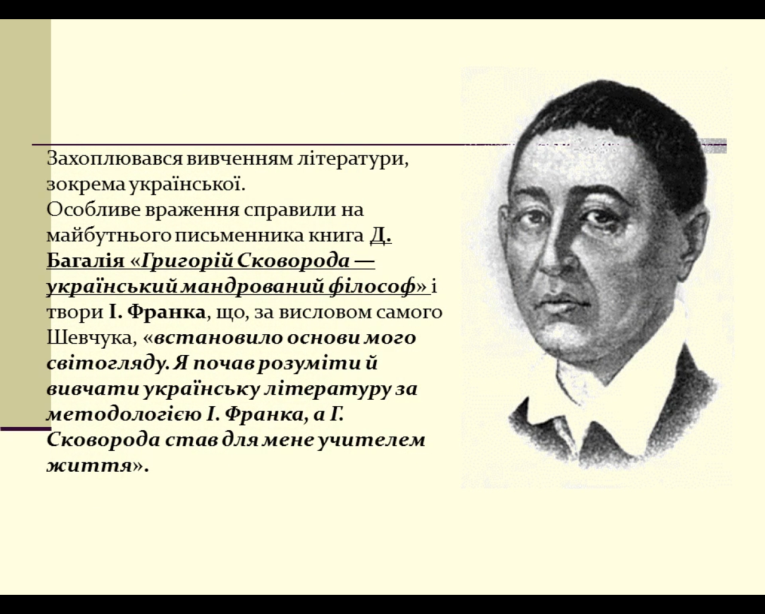 Захоплювався вивченням літератури,
зокрема української.
Особливе враження справили на
майбутнього письменника книга Д.
Багалія «Григорій Сковорода —
український мандрований філософ» і
твори І. Франка, що, за висловом самого
Шевчука, «встановило основи мого
світогляду. Я почав розуміти й
вивчати українську літературу за
методологією І. Франка, а Г.
Сковорода став для мене учителем
життя».